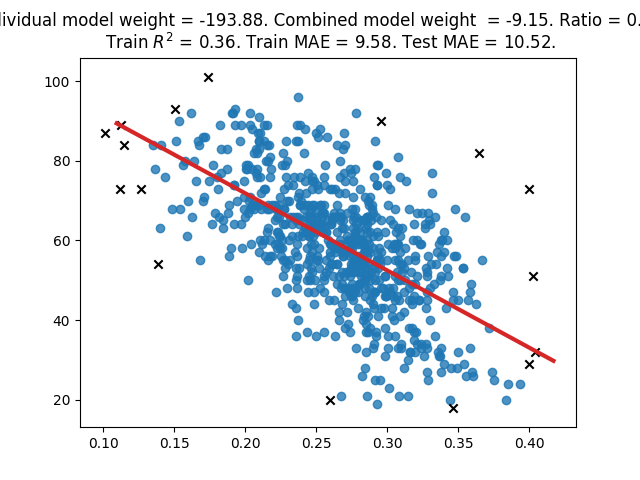 dividual model weight = -193.88. Combined model weight = -9.15. Ratio = 0.
Train R² = 0.36. Train MAE = 9.58. Test MAE = 10.52.
100
80
60
40
20
0.10 0.15 0.20 0.25 0.30 0.35 0.40